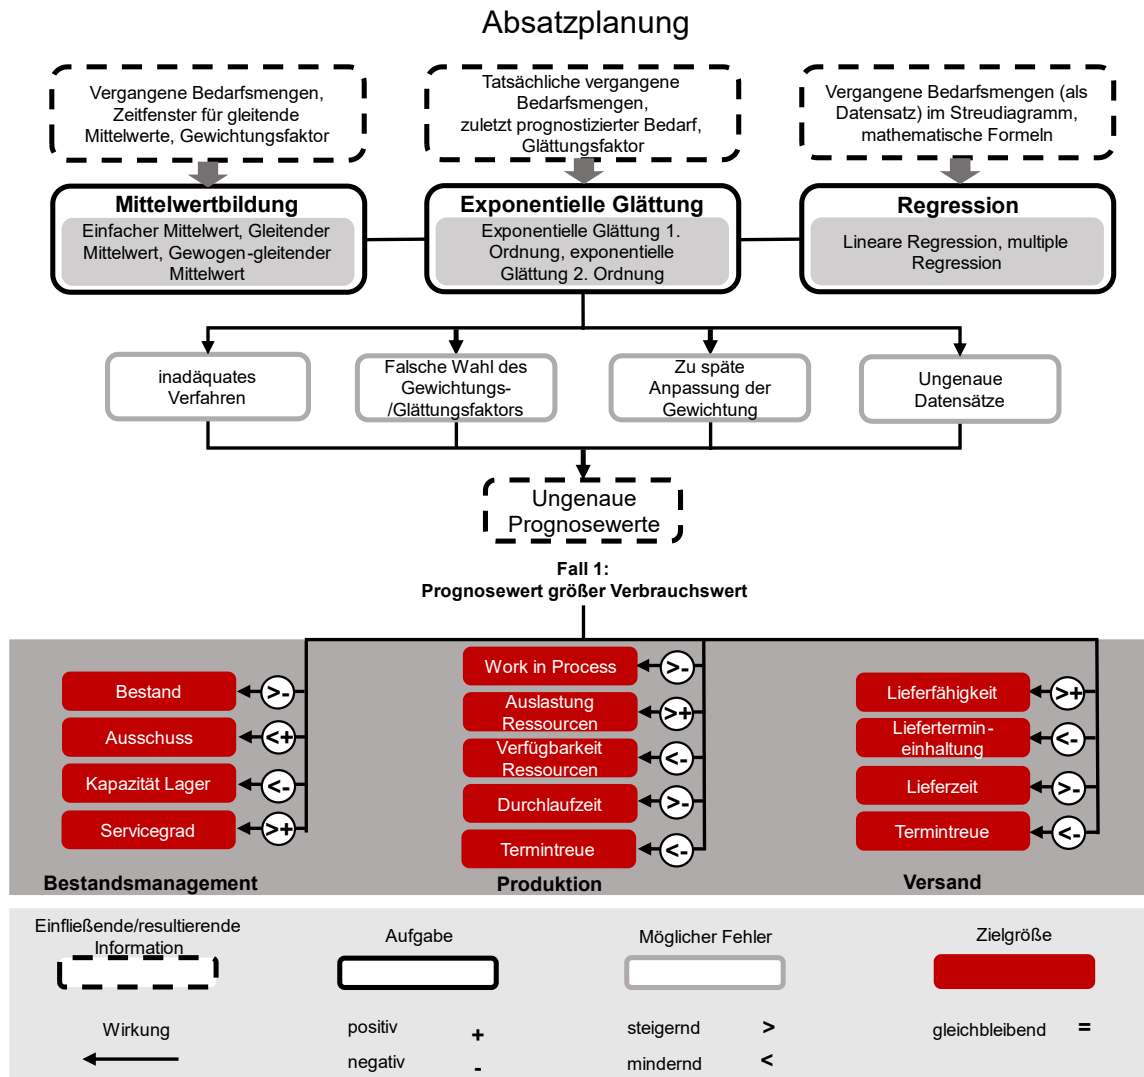 Absatzplanung
Vergangene Bedarfsmengen,
Zeitfenster für gleitende
Mittelwerte, Gewichtungsfaktor
Tatsächliche vergangene
Bedarfsmengen,
zuletzt prognostizierter Bedarf,
Glättungsfaktor
Vergangene Bedarfsmengen (als
Datensatz) im Streudiagramm,
mathematische Formeln
Mittelwertbildung
Einfacher Mittelwert, Gleitender
Mittelwert, Gewogen-gleitender
Mittelwert
Exponentielle Glättung
Exponentielle Glättung 1.
Ordnung, exponentielle
Glättung 2. Ordnung
Regression
Lineare Regression, multiple
Regression
inadäquates
Verfahren
Falsche Wahl des
Gewichtungs-
/Glättungsfaktors
Zu späte
Anpassung der
Gewichtung
Ungenaue
Datensätze
Ungenaue
Prognosewerte
Fall 1:
Prognosewert größer Verbrauchswert
Bestand >-
Ausschuss <+
Kapazität Lager <-
Servicegrad >+
Bestandsmanagement
Work in Process >-
Auslastung
Ressourcen >+
Verfügbarkeit
Ressourcen <-
Durchlaufzeit >-
Termintreue <-
Produktion
Lieferfähigkeit >+
Liefertermin-
einhaltung <-
Lieferzeit >-
Termintreue <-
Versand
Einfließende/resultierende
Information
Aufgabe
Möglicher Fehler
Zielgröße
Wirkung
positiv +
negativ -
steigernd >
mindernd <
gleichbleibend =